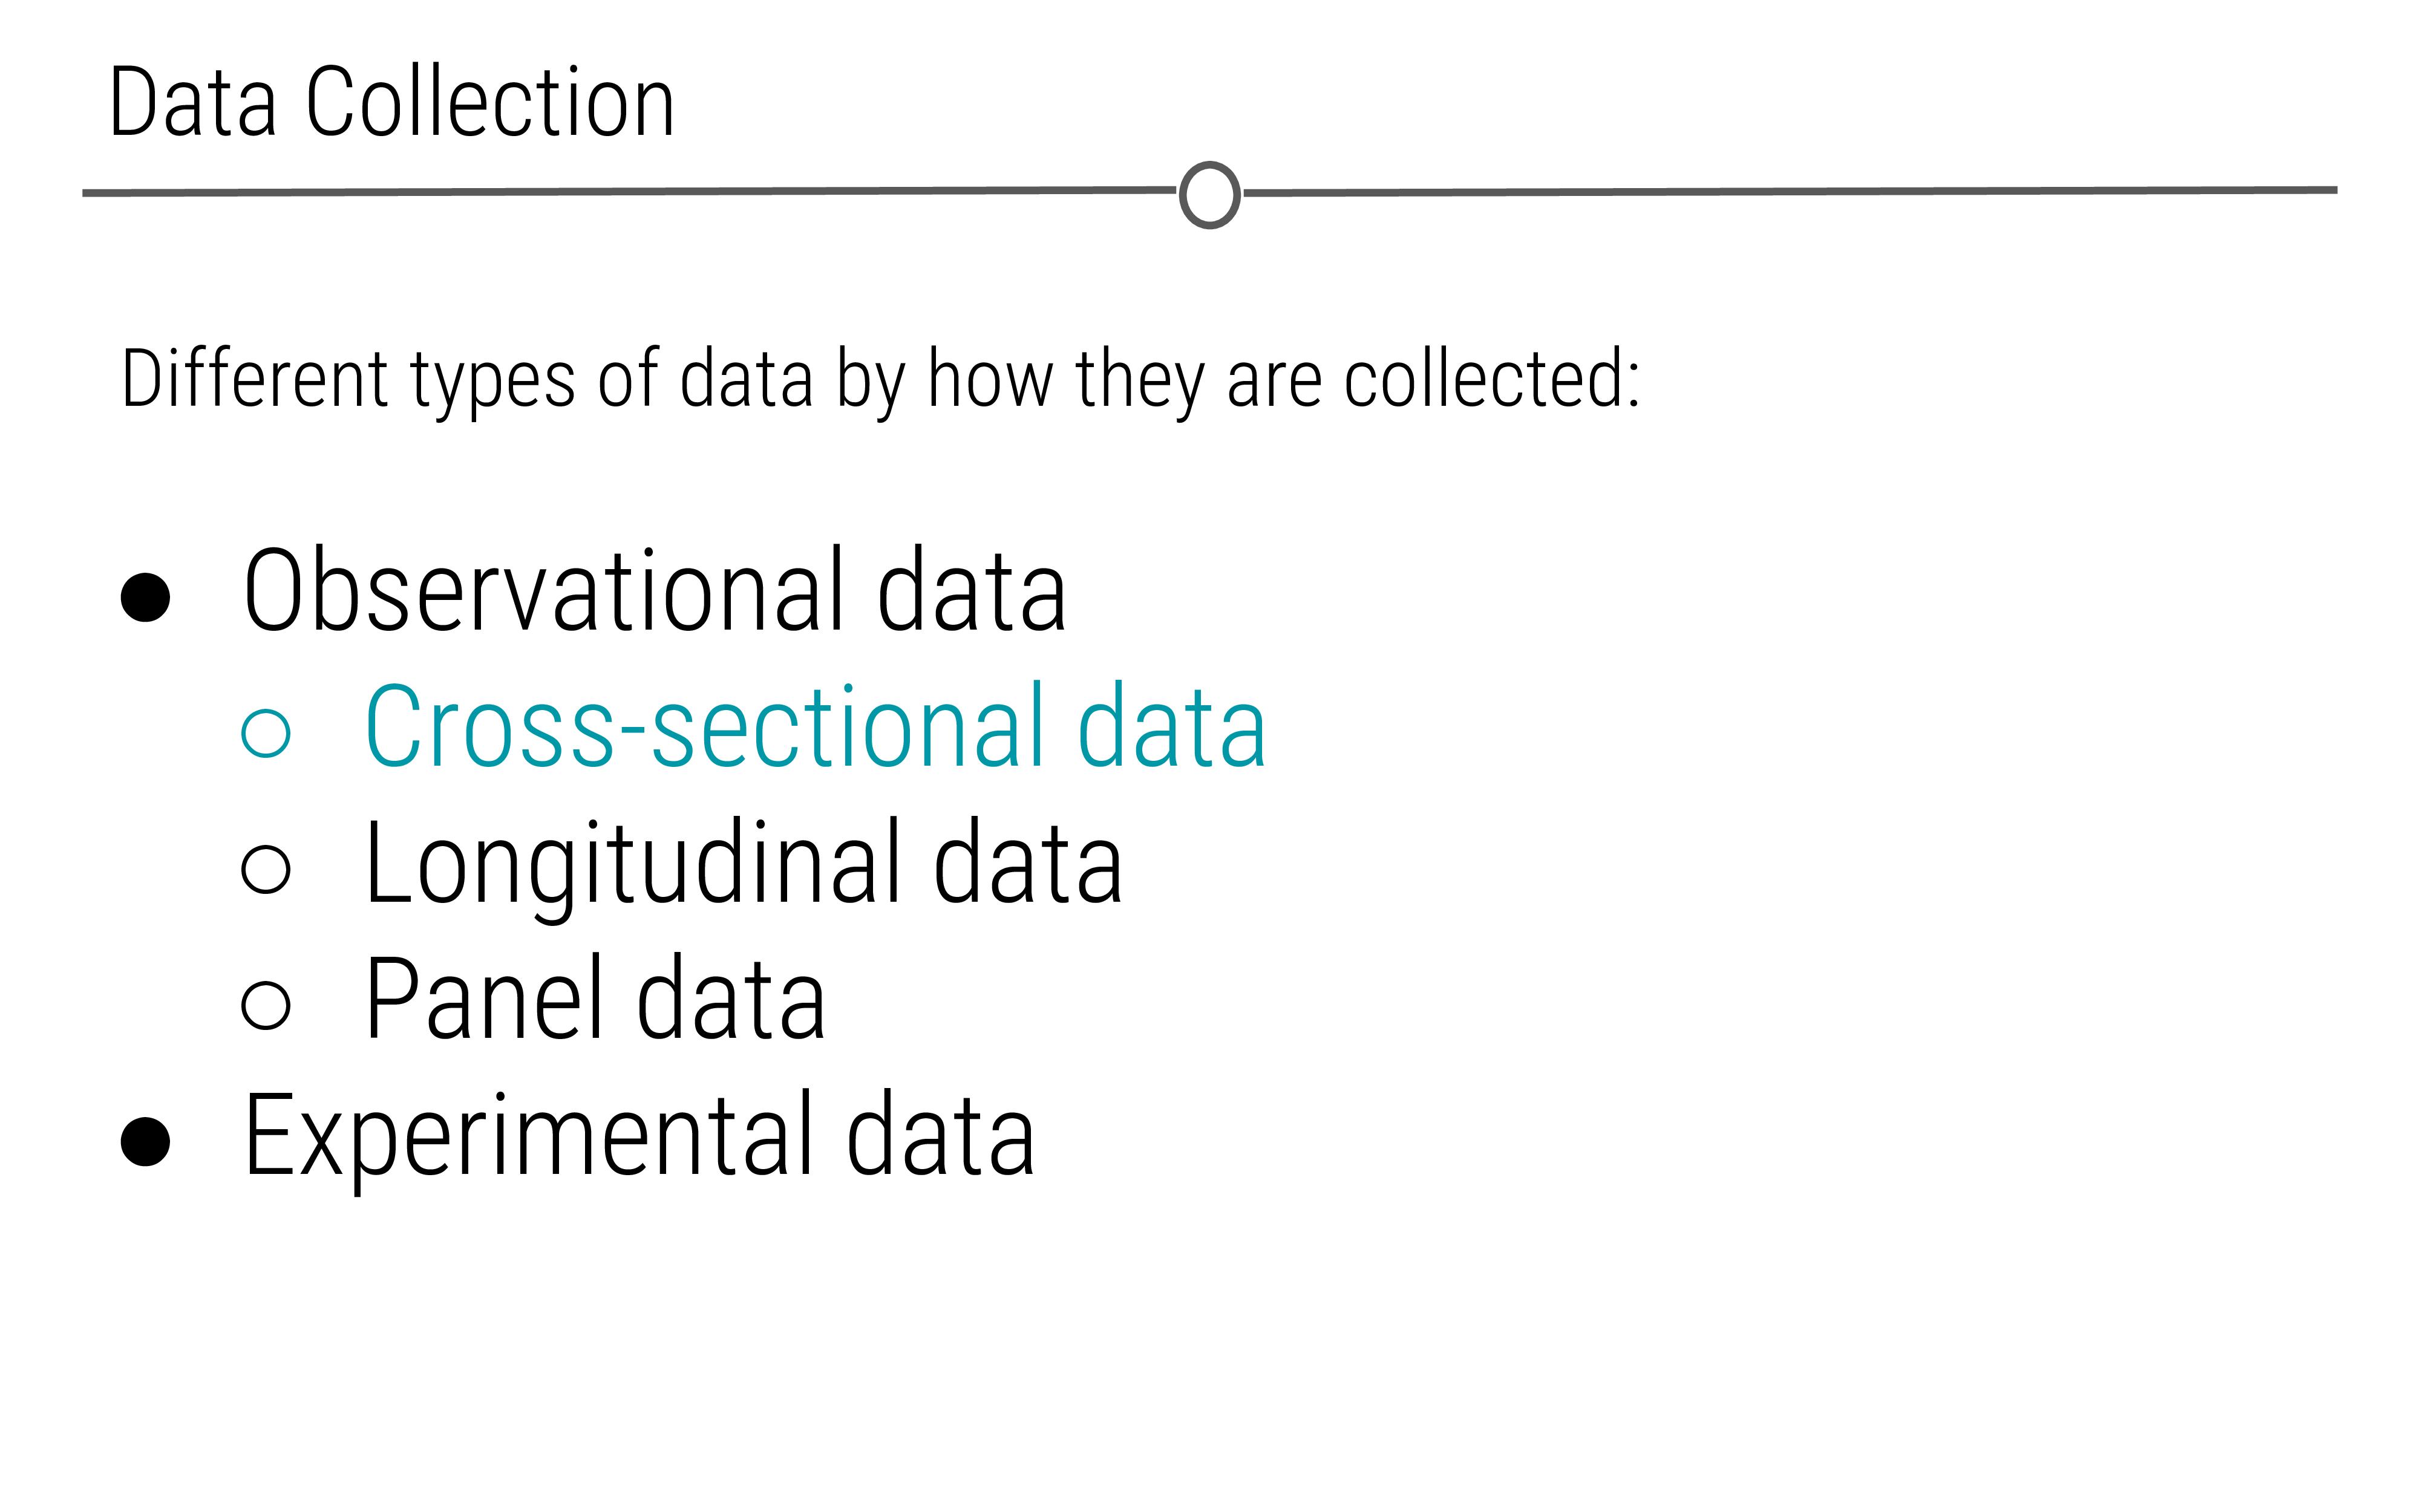 Data Collection
Different types of data by how they are collected:
● Observational data
○ Cross-sectional data
○ Longitudinal data
○ Panel data
● Experimental data